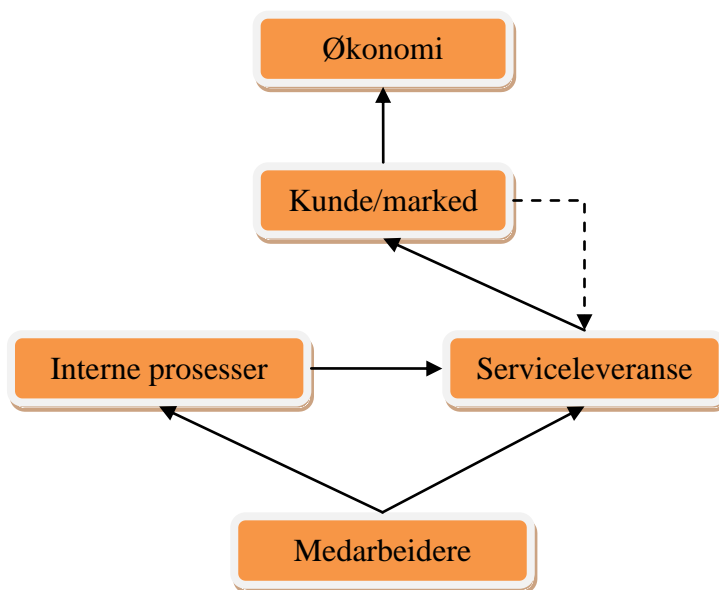 Økonomi
Kunde/marked
Interne prosesser
Serviceleveranse
Medarbeidere